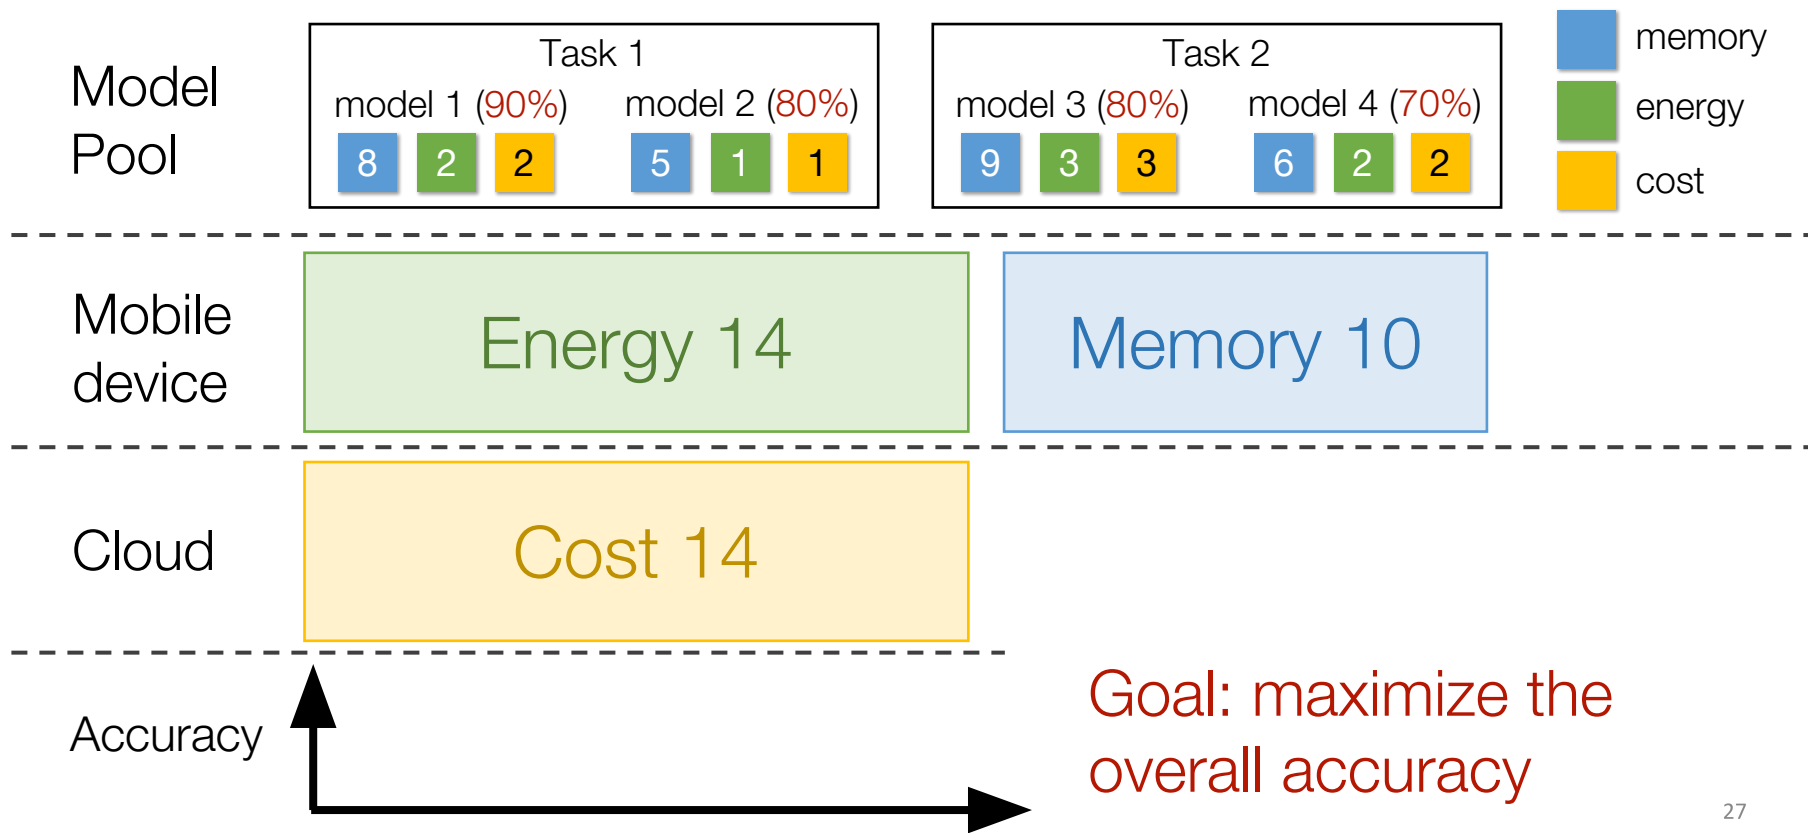 Model
Pool
Task 1
model 1 (90%)
model 2 (80%)
8 2 2
5 1 1
Task 2
model 3 (80%)
model 4 (70%)
9 3 3
6 2 2
memory
energy
cost
Mobile
device
Energy 14
Memory 10
Cloud
Cost 14
Accuracy
Goal: maximize the
overall accuracy
27